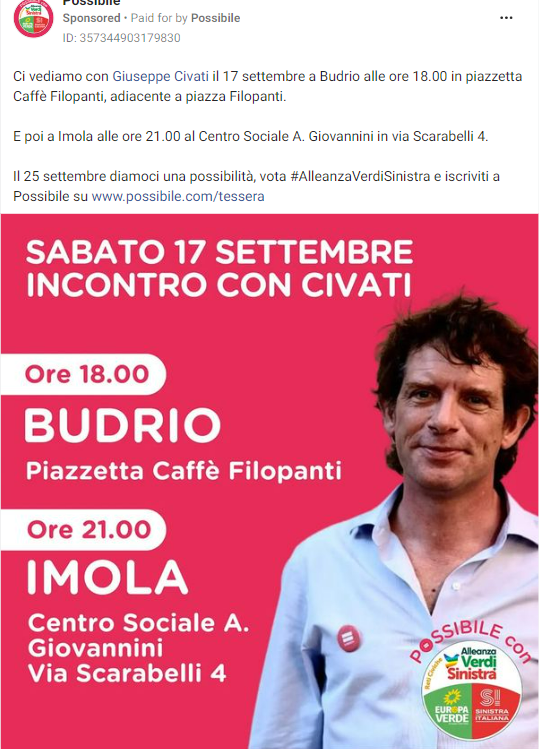 Possibile
Sponsored • Paid for by Possibile
ID: 357344903179830
Ci vediamo con Giuseppe Civati il 17 settembre a Budrio alle ore 18.00 in piazzetta
Caffè Filopanti, adiacente a piazza Filopanti.
E poi a Imola alle ore 21.00 al Centro Sociale A. Giovannini in via Scarabelli 4.
Il 25 settembre diamoci una possibilità, vota #AlleanzaVerdiSinistra e iscriviti a
Possibile su www.possibile.com/tessera
SABATO 17 SETTEMBRE
INCONTRO CON CIVATI
Ore 18.00
BUDRIO
Piazzetta Caffè Filopanti
Ore 21.00
IMOLA
Centro Sociale A.
Giovannini
Via Scarabelli 4
POSSIBILE con
Reti Civiche
Alleanza
Verdi
Sinistra
EUROPA
VERDE
SI
SINISTRA
ITALIANA